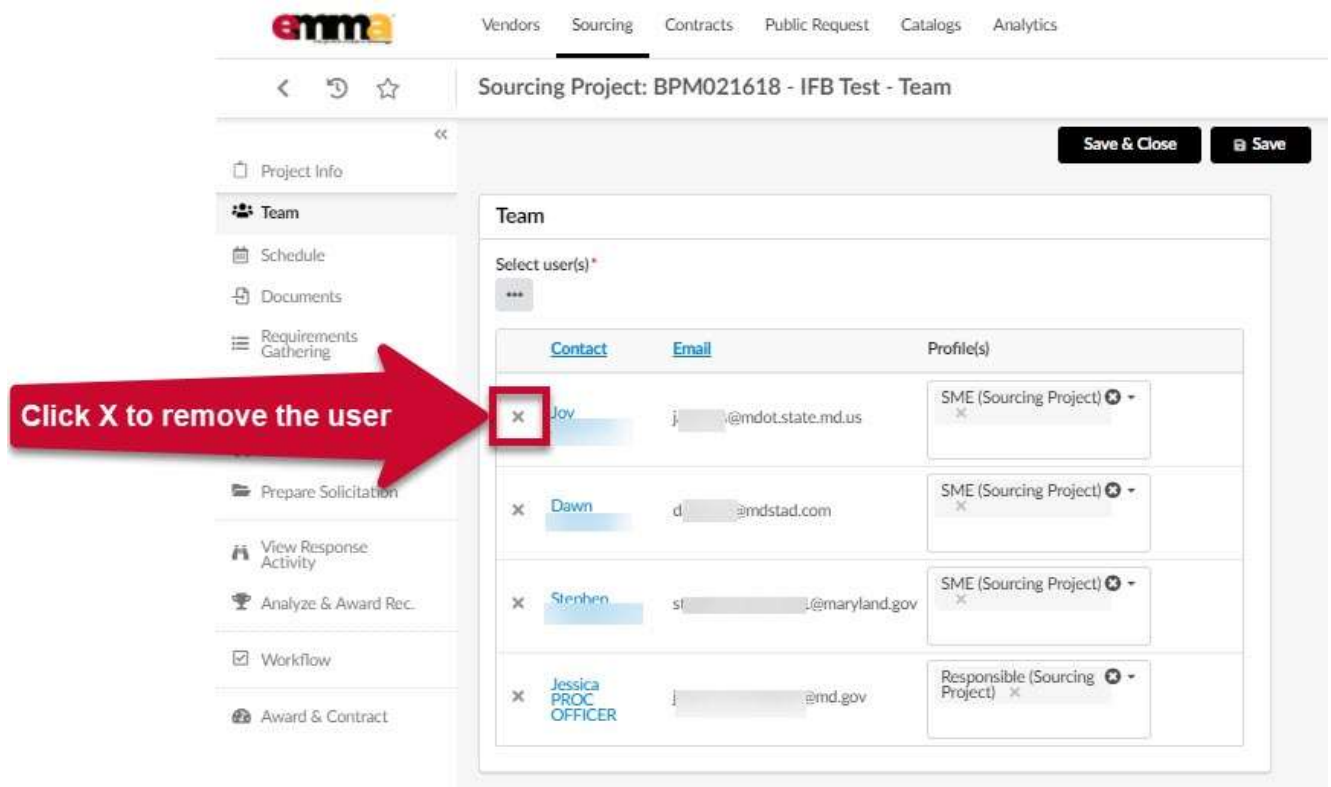 emma
Vendors Sourcing Contracts Public Request Catalogs Analytics
Sourcing Project: BPM021618 - IFB Test - Team
Save & Close Save
Project Info
Team
Schedule
Documents
Requirements
Gathering
Prepare Solicitation
View Response
Activity
Analyze & Award Rec.
Workflow
Award & Contract
Click X to remove the user
Team
Select user(s)*
Contact Email Profile(s)
Joy j @mdot.state.md.us SME (Sourcing Project)
Dawn d @mdstad.com SME (Sourcing Project)
Stephen st @maryland.gov SME (Sourcing Project)
Jessica
PROC
OFFICER
j @md.gov
Responsible (Sourcing
Project)